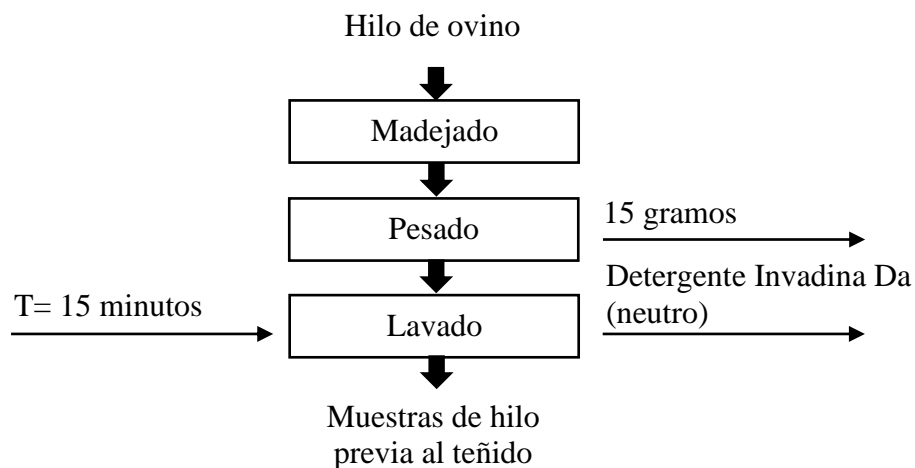 Hilo de ovino
Madejado
Pesado
15 gramos
Detergente Invadina Da
(neutro)
T= 15 minutos
Lavado
Muestras de hilo
previa al teñido